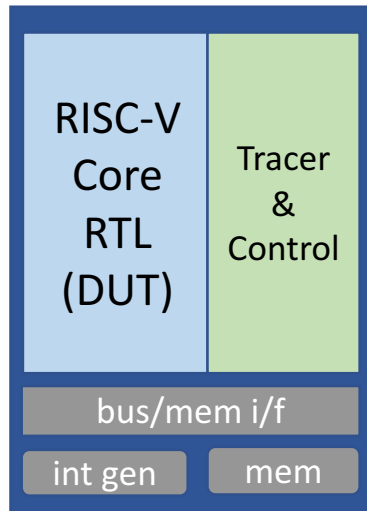 RISC-V
Core
RTL
(DUT)
Tracer
&
Control
bus/mem i/f
int gen
mem